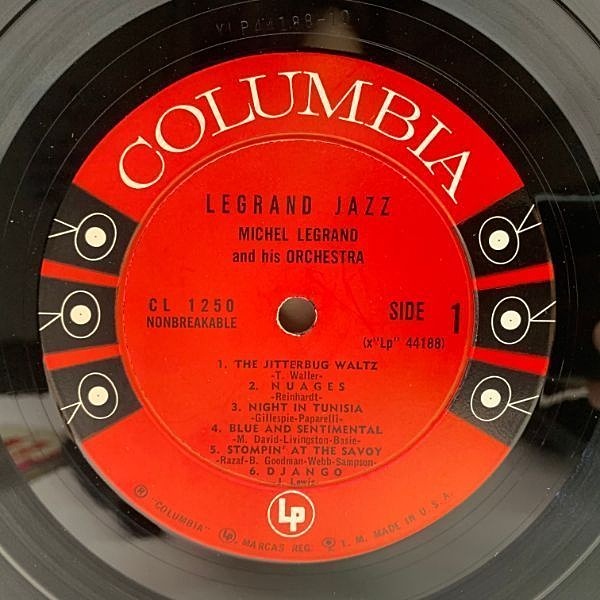 COLUMBIA
LEGRAND JAZZ
MICHEL LEGRAND
and his ORCHESTRA
CL 1250
NONBREAKABLE
SIDE 1
(x"Lp" 44188)
1. THE JITTERBUG WALTZ
-T. Waller-
2. NUAGES
-Reinhardt-
3. NIGHT IN TUNISIA
-Gillespie-Paparelli-
4. BLUE AND SENTIMENTAL
-M. David-Livingston-Basie-
5. STOMPIN' AT THE SAVOY
-Razaf-B. Goodman-Webb-Sampson-
6. DJANGO
-J. Lewis-
Lp
® "COLUMBIA" Lp MARCAS REG. T. M. MADE IN U.S.A.